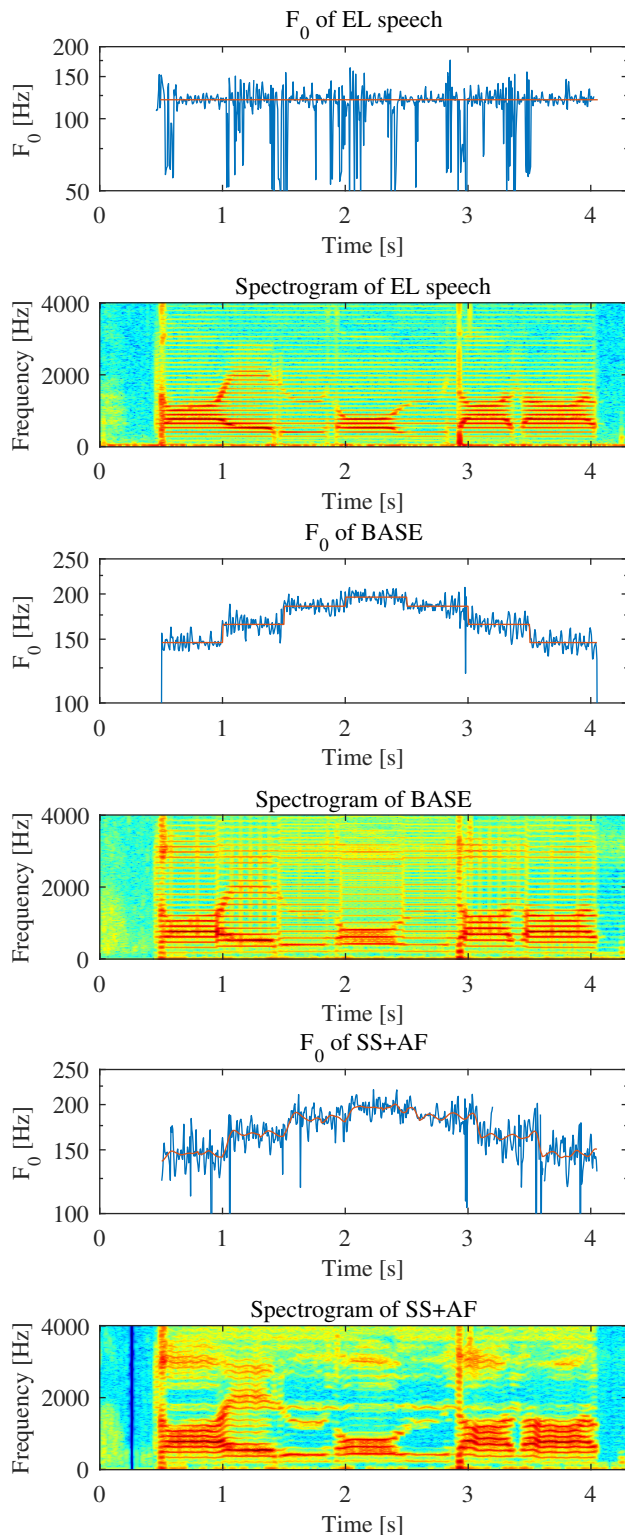 F0 of EL speech
200
150
100
50
F0 [Hz]
0 1 2 3 4
Time [s]
Spectrogram of EL speech
4000
2000
0
Frequency [Hz]
0 1 2 3 4
Time [s]
F0 of BASE
250
200
150
100
F0 [Hz]
0 1 2 3 4
Time [s]
Spectrogram of BASE
4000
2000
0
Frequency [Hz]
0 1 2 3 4
Time [s]
F0 of SS+AF
250
200
150
100
F0 [Hz]
0 1 2 3 4
Time [s]
Spectrogram of SS+AF
4000
2000
0
Frequency [Hz]
0 1 2 3 4
Time [s]